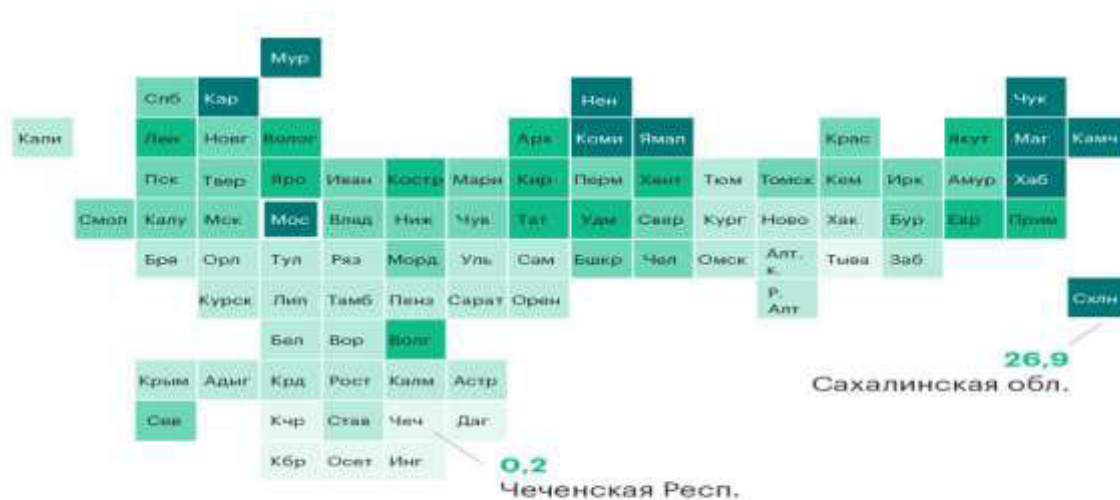 Мур
Спб Кар Нен Чук
Кали Лен Новг Волог Арх Коми Ямал Крас Якут Маг Камч
Пск Твер Яро Иван Костр Мари Кир Перм Хант Тюм Томск Кем Ирк Амур Хаб
Смол Калу Мск Мос Влад Ниж Чув Тат Удм Свер Кург Ново Хак Бур Евр Прим
Бря Орл Тул Ряз Морд Уль Сам Бшкр Чел Омск Алт. к. Тыва Заб
Курск Лип Тамб Пенз Сарат Орен Р. Алт Схлн
Бел Вор Волг
26,9
Сахалинская обл.
Крым Адыг Крд Рост Калм Астр
Сев Кчр Став Чеч Даг
Кбр Осет Инг
0,2
Чеченская Респ.